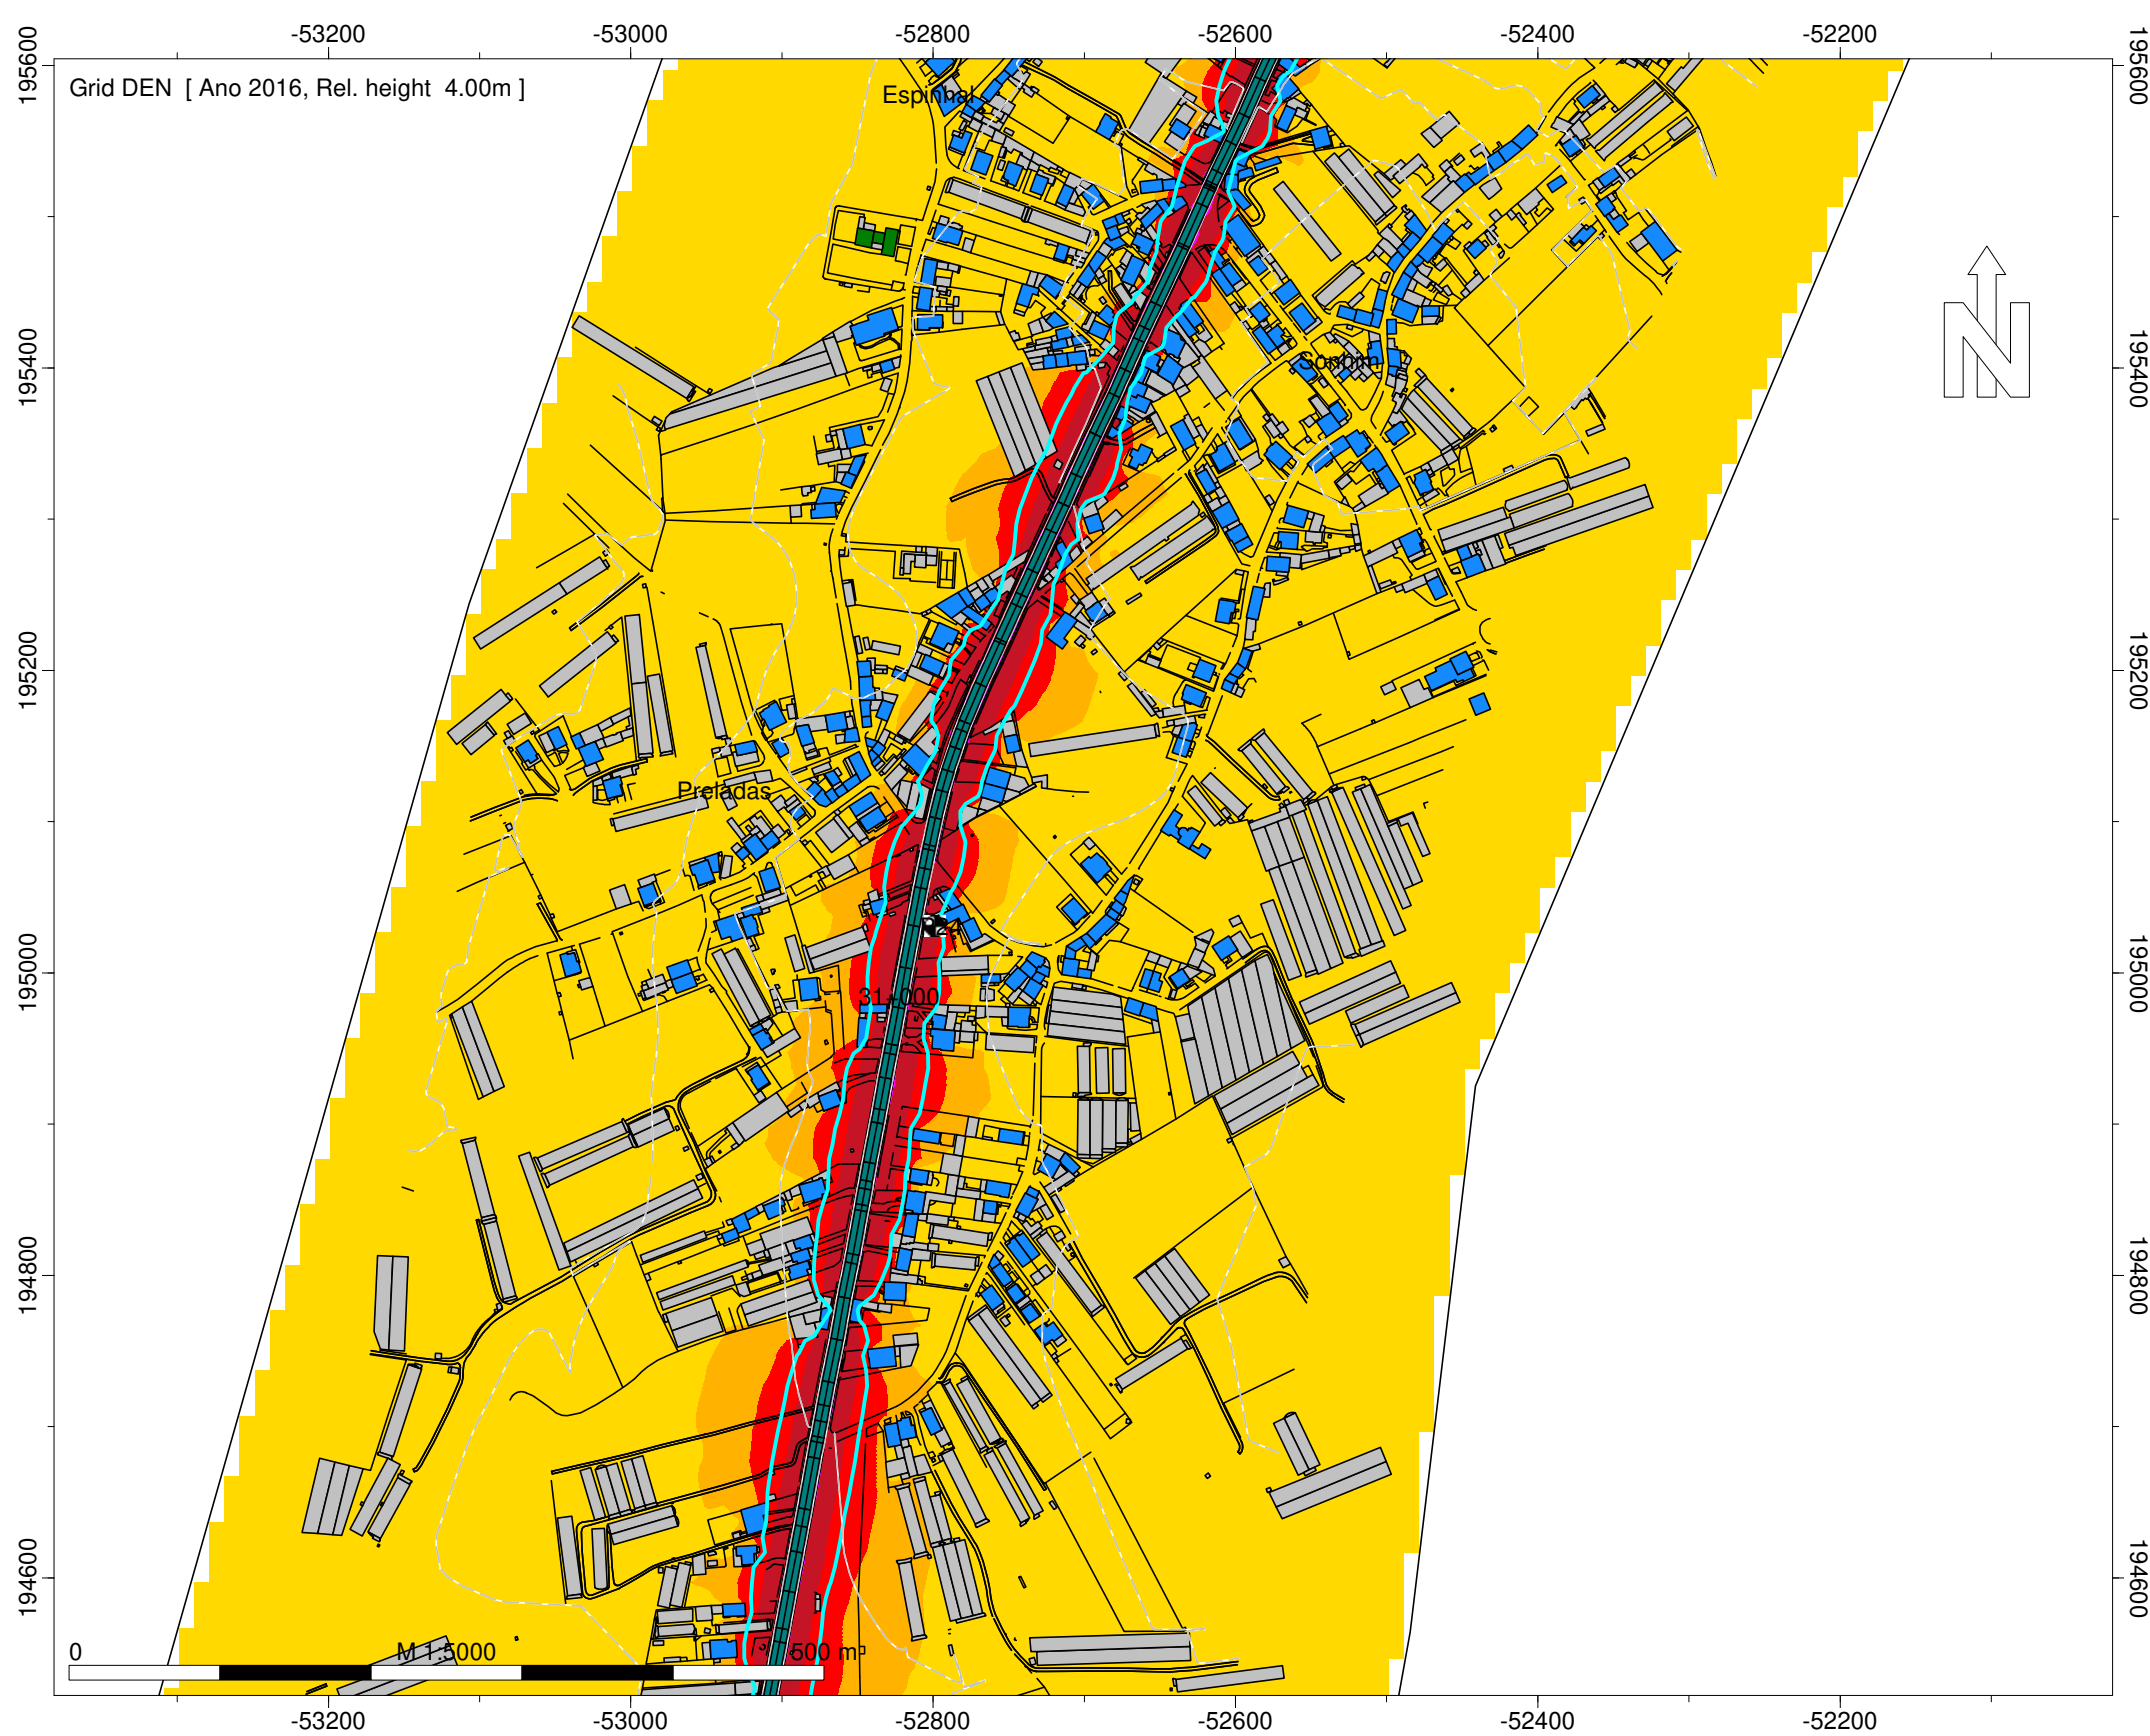 -53200 -53000 -52800 -52600 -52400 -52200
195600 195600
Grid DEN [ Ano 2016, Rel. height 4.00m ]
Espinhal
N
195400 195400
Sonhim
195200 195200
Preladas
195000 195000
31+000
194800 194800
194600 194600
0 M 1:5000 500 m
-53200 -53000 -52800 -52600 -52400 -52200